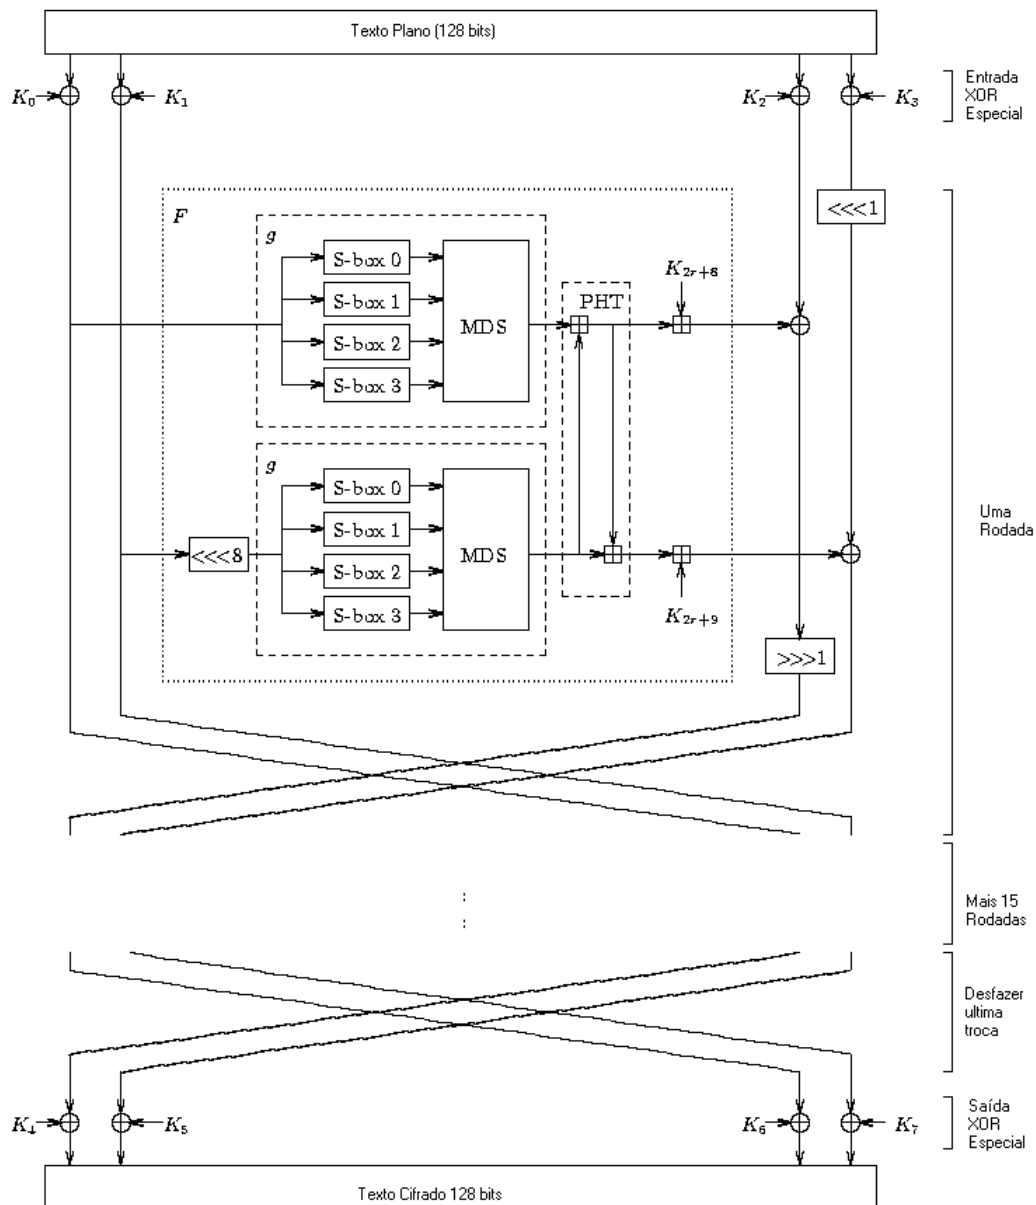 Texto Plano (128 bits)
K0
K1
K2
K3
Entrada
XOR
Especial
<<<1
F
g
S-box 0
S-box 1
S-box 2
S-box 3
MDS
PHT
K2r+8
g
<<<8
S-box 0
S-box 1
S-box 2
S-box 3
MDS
K2r+9
Uma
Rodada
>>>1
Mais 15
Rodadas
Desfazer
ultima
troca
K4
K5
K6
K7
Saída
XOR
Especial
Texto Cifrado 128 bits